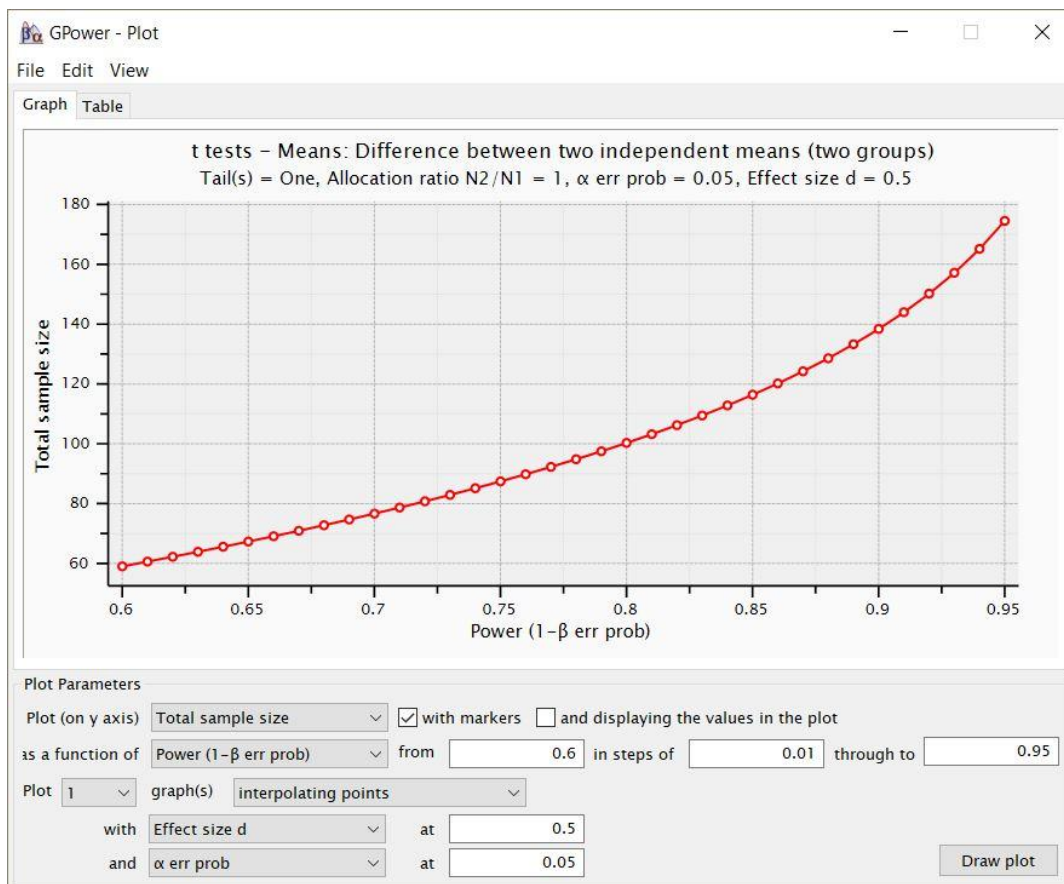 GPower - Plot
File Edit View
Graph Table
t tests – Means: Difference between two independent means (two groups)
Tail(s) = One, Allocation ratio N2/N1 = 1, α err prob = 0.05, Effect size d = 0.5
Total sample size
180
160
140
120
100
80
60
0.6 0.65 0.7 0.75 0.8 0.85 0.9 0.95
Power (1-β err prob)
Plot Parameters
Plot (on y axis) Total sample size with markers and displaying the values in the plot
as a function of Power (1-β err prob) from 0.6 in steps of 0.01 through to 0.95
Plot 1 graph(s) interpolating points
with Effect size d at 0.5
and α err prob at 0.05 Draw plot